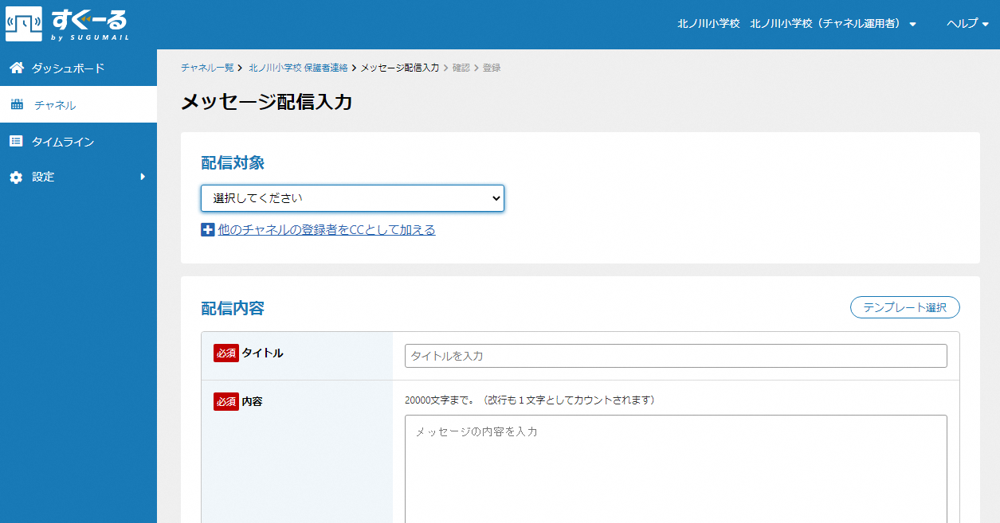 すぐーる
by SUGUMAIL
北ノ川小学校 北ノ川小学校（チャネル運用者） ヘルプ
ダッシュボード
チャネル
タイムライン
設定
チャネル一覧 北ノ川小学校 保護者連絡 メッセージ配信入力 確認 登録
メッセージ配信入力
配信対象
選択してください
他のチャネルの登録者をCCとして加える
配信内容
テンプレート選択
必須 タイトル
タイトルを入力
必須 内容
20000文字まで。（改行も１文字としてカウントされます）
メッセージの内容を入力